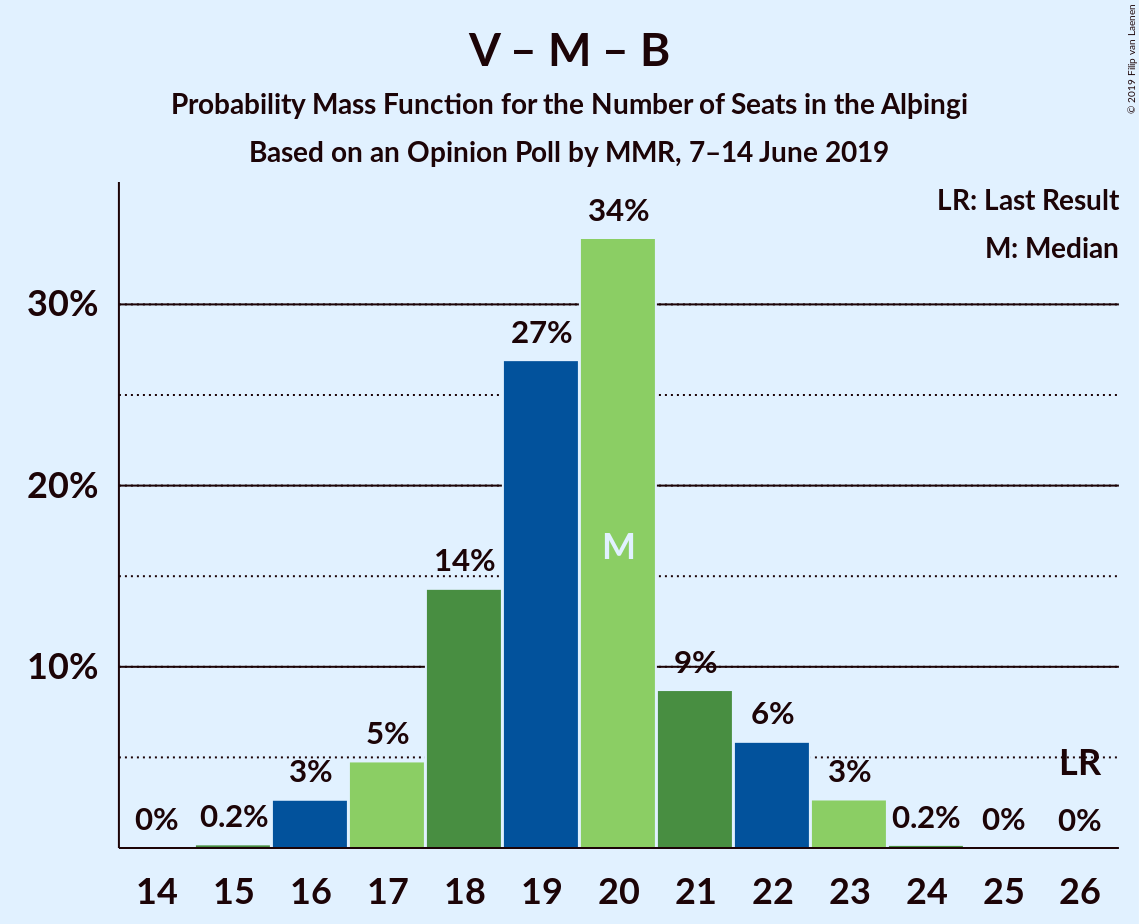 V – M – B
Probability Mass Function for the Number of Seats in the Alþingi
Based on an Opinion Poll by MMR, 7–14 June 2019
© 2019 Filip van Laenen
LR: Last Result
M: Median
30%
20%
10%
0%
0.2%
3%
5%
14%
27%
34%
9%
6%
3%
0.2%
0%
0%
M
LR
14 15 16 17 18 19 20 21 22 23 24 25 26